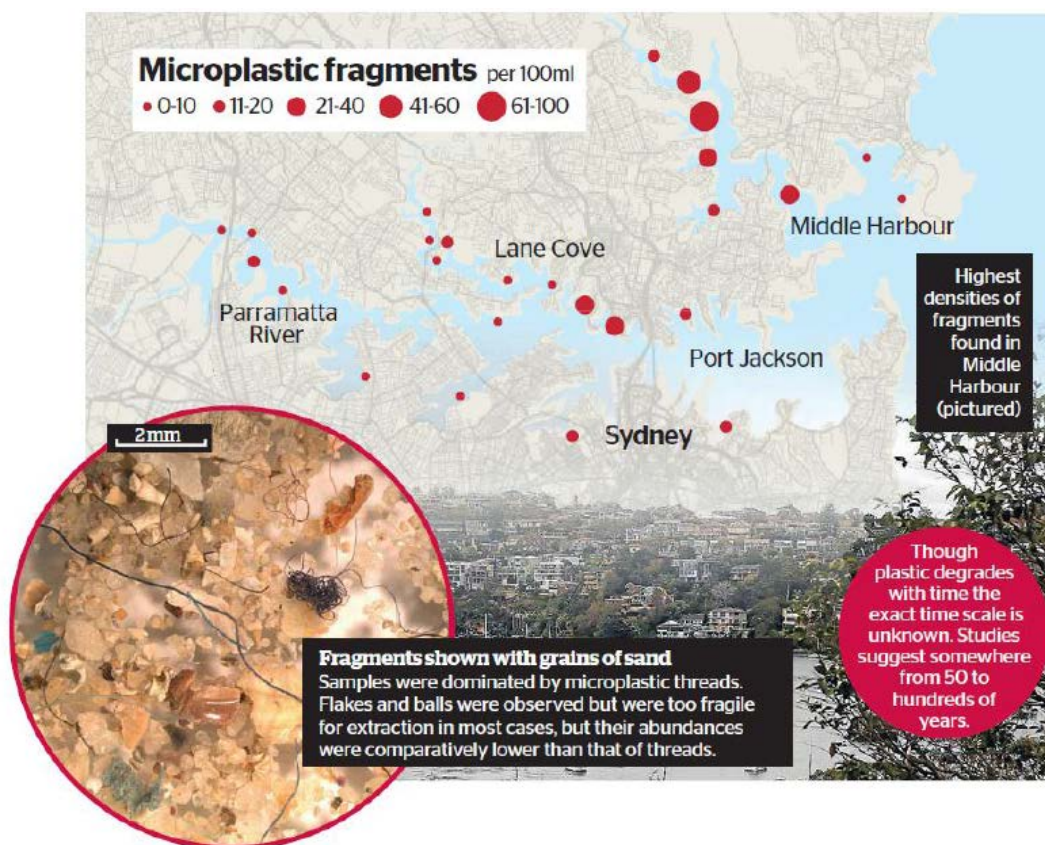 Microplastic fragments per 100ml
0-10 11-20 21-40 41-60 61-100
Middle Harbour
Lane Cove
Parramatta
River
Port Jackson
Sydney
Highest
densities of
fragments
found in
Middle
Harbour
(pictured)
2mm
Though
plastic degrades
with time the
exact time scale is
unknown. Studies
suggest somewhere
from 50 to
hundreds of
years.
Fragments shown with grains of sand
Samples were dominated by microplastic threads.
Flakes and balls were observed but were too fragile
for extraction in most cases, but their abundances
were comparatively lower than that of threads.